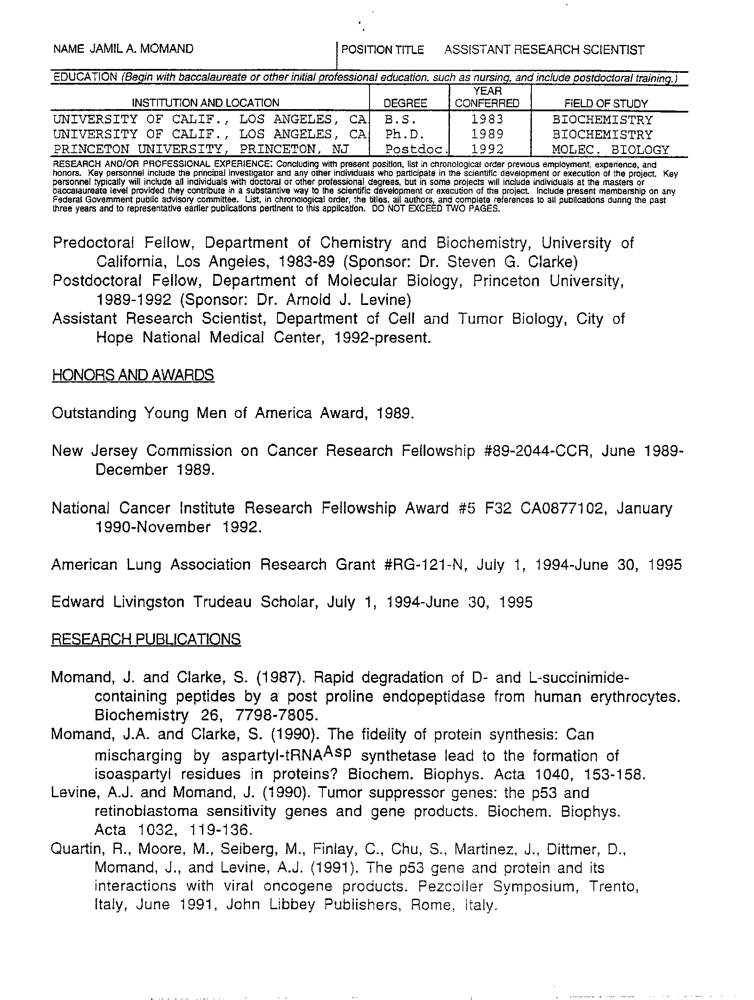 NAME JAMIL A. MOMAND POSITION TITLE ASSISTANT RESEARCH SCIENTIST
EDUCATION (Begin with baccalaureate or other initial professional education, such as nursing, and include postdoctoral training.)
INSTITUTION AND LOCATION DEGREE YEAR CONFERRED FIELD OF STUDY
UNIVERSITY OF CALIF., LOS ANGELES, CA B.S. 1983 BIOCHEMISTRY
UNIVERSITY OF CALIF., LOS ANGELES, CA Ph.D. 1989 BIOCHEMISTRY
PRINCETON UNIVERSITY, PRINCETON, NJ Postdoc. 1992 MOLEC. BIOLOGY
RESEARCH AND/OR PROFESSIONAL EXPERIENCE: Concluding with present position, list in chronological order previous employment, experience, and
honors. Key personnel include the principal investigator and any other individuals who participate in the scientific development or execution of the project. Key
personnel typically will include all individuals with doctoral or other professional degrees, but in some projects will include individuals at the masters or
baccalaureate level provided they contribute in a substantive way to the scientific development or execution of the project. Include present membership on any
Federal Government public advisory committee. List, in chronological order, the titles, all authors, and complete references to all publications during the past
three years and to representative earlier publications pertinent to this application. DO NOT EXCEED TWO PAGES.
Predoctoral Fellow, Department of Chemistry and Biochemistry, University of
California, Los Angeles, 1983-89 (Sponsor: Dr. Steven G. Clarke)
Postdoctoral Fellow, Department of Molecular Biology, Princeton University,
1989-1992 (Sponsor: Dr. Arnold J. Levine)
Assistant Research Scientist, Department of Cell and Tumor Biology, City of
Hope National Medical Center, 1992-present.
HONORS AND AWARDS
Outstanding Young Men of America Award, 1989.
New Jersey Commission on Cancer Research Fellowship #89-2044-CCR, June 1989-
December 1989.
National Cancer Institute Research Fellowship Award #5 F32 CA0877102, January
1990-November 1992.
American Lung Association Research Grant #RG-121-N, July 1, 1994-June 30, 1995
Edward Livingston Trudeau Scholar, July 1, 1994-June 30, 1995
RESEARCH PUBLICATIONS
Momand, J. and Clarke, S. (1987). Rapid degradation of D- and L-succinimide-
containing peptides by a post proline endopeptidase from human erythrocytes.
Biochemistry 26, 7798-7805.
Momand, J.A. and Clarke, S. (1990). The fidelity of protein synthesis: Can
mischarging by aspartyl-tRNAAsp synthetase lead to the formation of
isoaspartyl residues in proteins? Biochem. Biophys. Acta 1040, 153-158.
Levine, A.J. and Momand, J. (1990). Tumor suppressor genes: the p53 and
retinoblastoma sensitivity genes and gene products. Biochem. Biophys.
Acta 1032, 119-136.
Quartin, R., Moore, M., Seiberg, M., Finlay, C., Chu, S., Martinez, J., Dittmer, D.,
Momand, J., and Levine, A.J. (1991). The p53 gene and protein and its
interactions with viral oncogene products. Pezcoller Symposium, Trento,
Italy, June 1991, John Libbey Publishers, Rome, Italy.